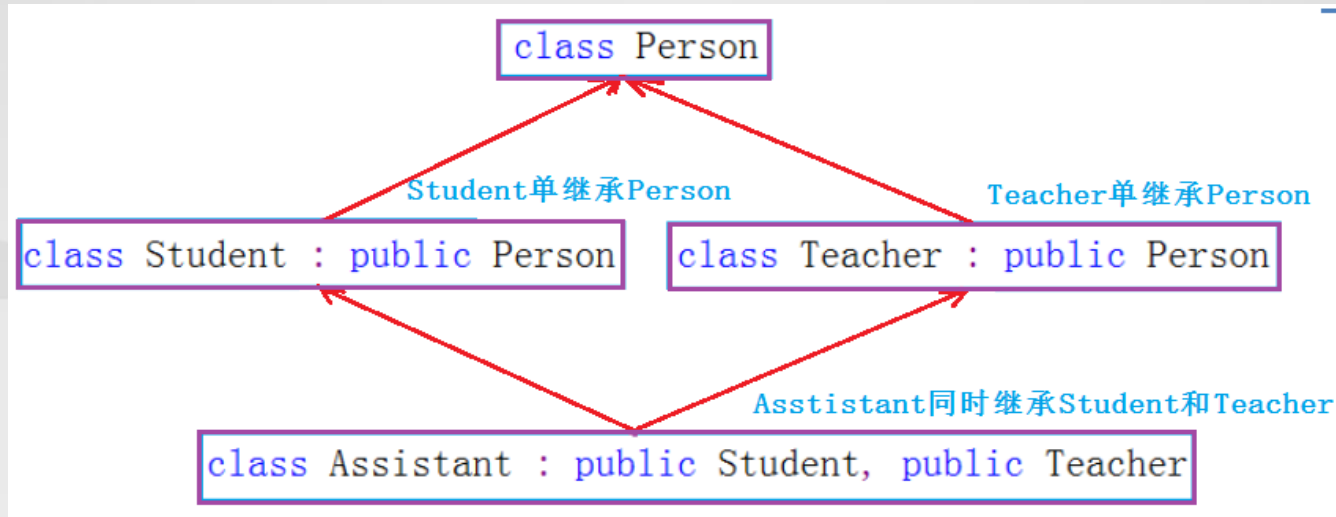 class Person
Student单继承Person
Teacher单继承Person
class Student : public Person
class Teacher : public Person
Asstistant同时继承Student和Teacher
class Assistant : public Student, public Teacher